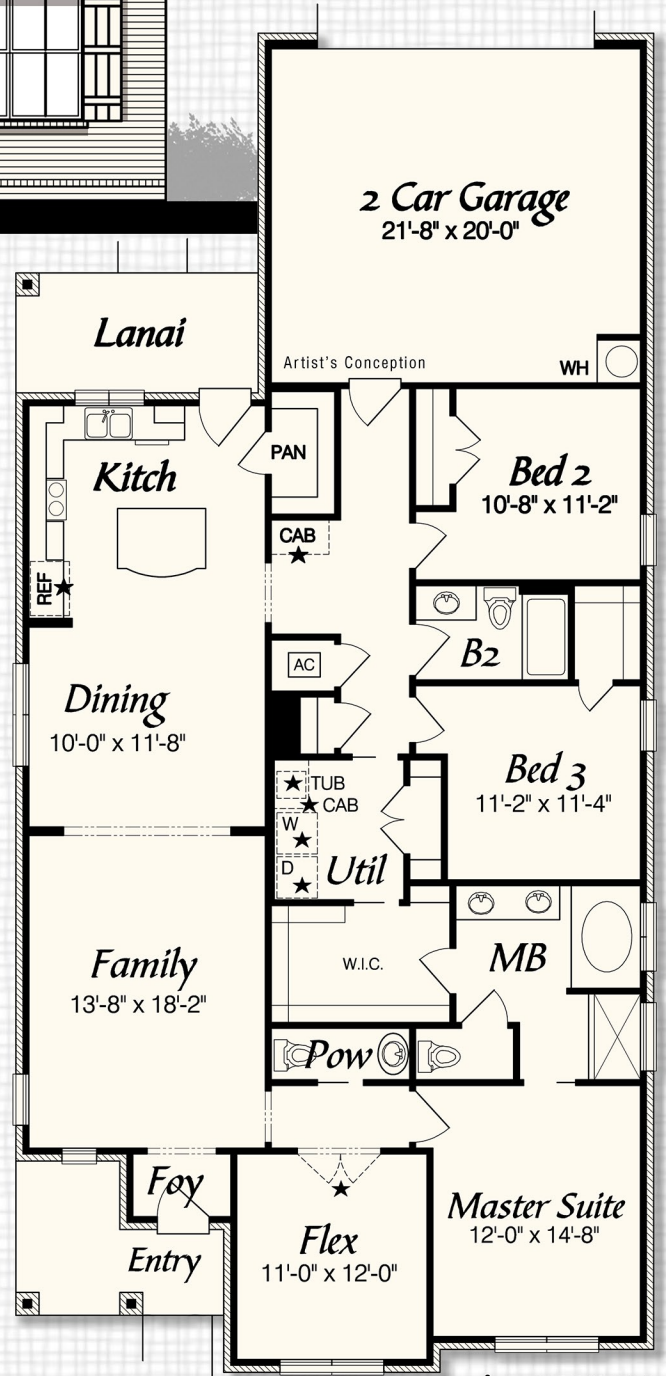 2 Car Garage
21'-8" x 20'-0"
Lanai
Artist's Conception
WH
PAN
Kitch
Bed 2
10'-8" x 11'-2"
CAB
REF
B2
AC
Dining
10'-0" x 11'-8"
Bed 3
11'-2" x 11'-4"
TUB
CAB
W
D
Util
Family
13'-8" x 18'-2"
W.I.C.
MB
Pow
Foy
Master Suite
12'-0" x 14'-8"
Flex
11'-0" x 12'-0"
Entry